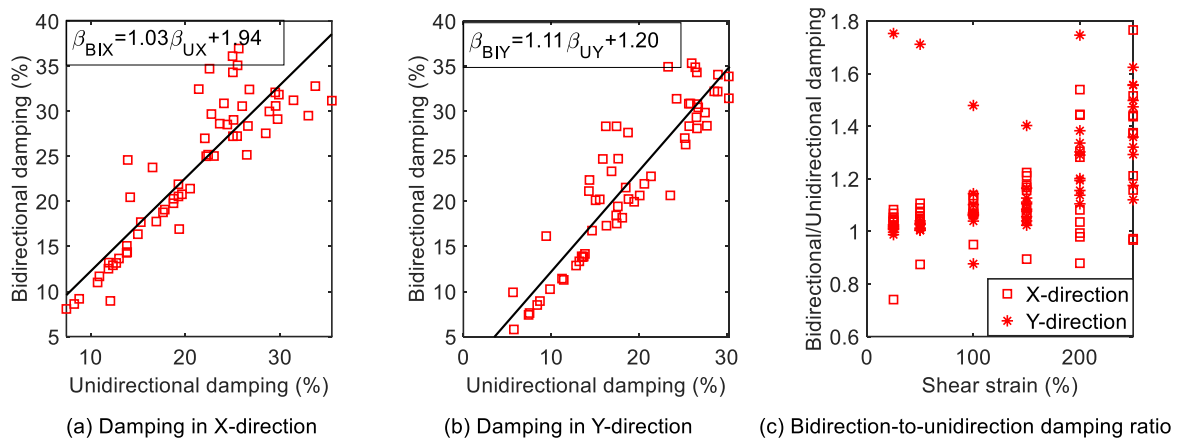 β_BIX=1.03β_UX+1.94
40
35
30
25
20
15
10
5
10 20 30
Bidirectional damping (%)
Unidirectional damping (%)
(a) Damping in X-direction
β_BIY=1.11β_UY+1.20
40
35
30
25
20
15
10
5
0 10 20 30
Bidirectional damping (%)
Unidirectional damping (%)
(b) Damping in Y-direction
1.8
1.6
1.4
1.2
1
0.8
0.6
0 100 200
Bidirectional/Unidirectional damping
Shear strain (%)
X-direction
Y-direction
(c) Bidirection-to-unidirection damping ratio